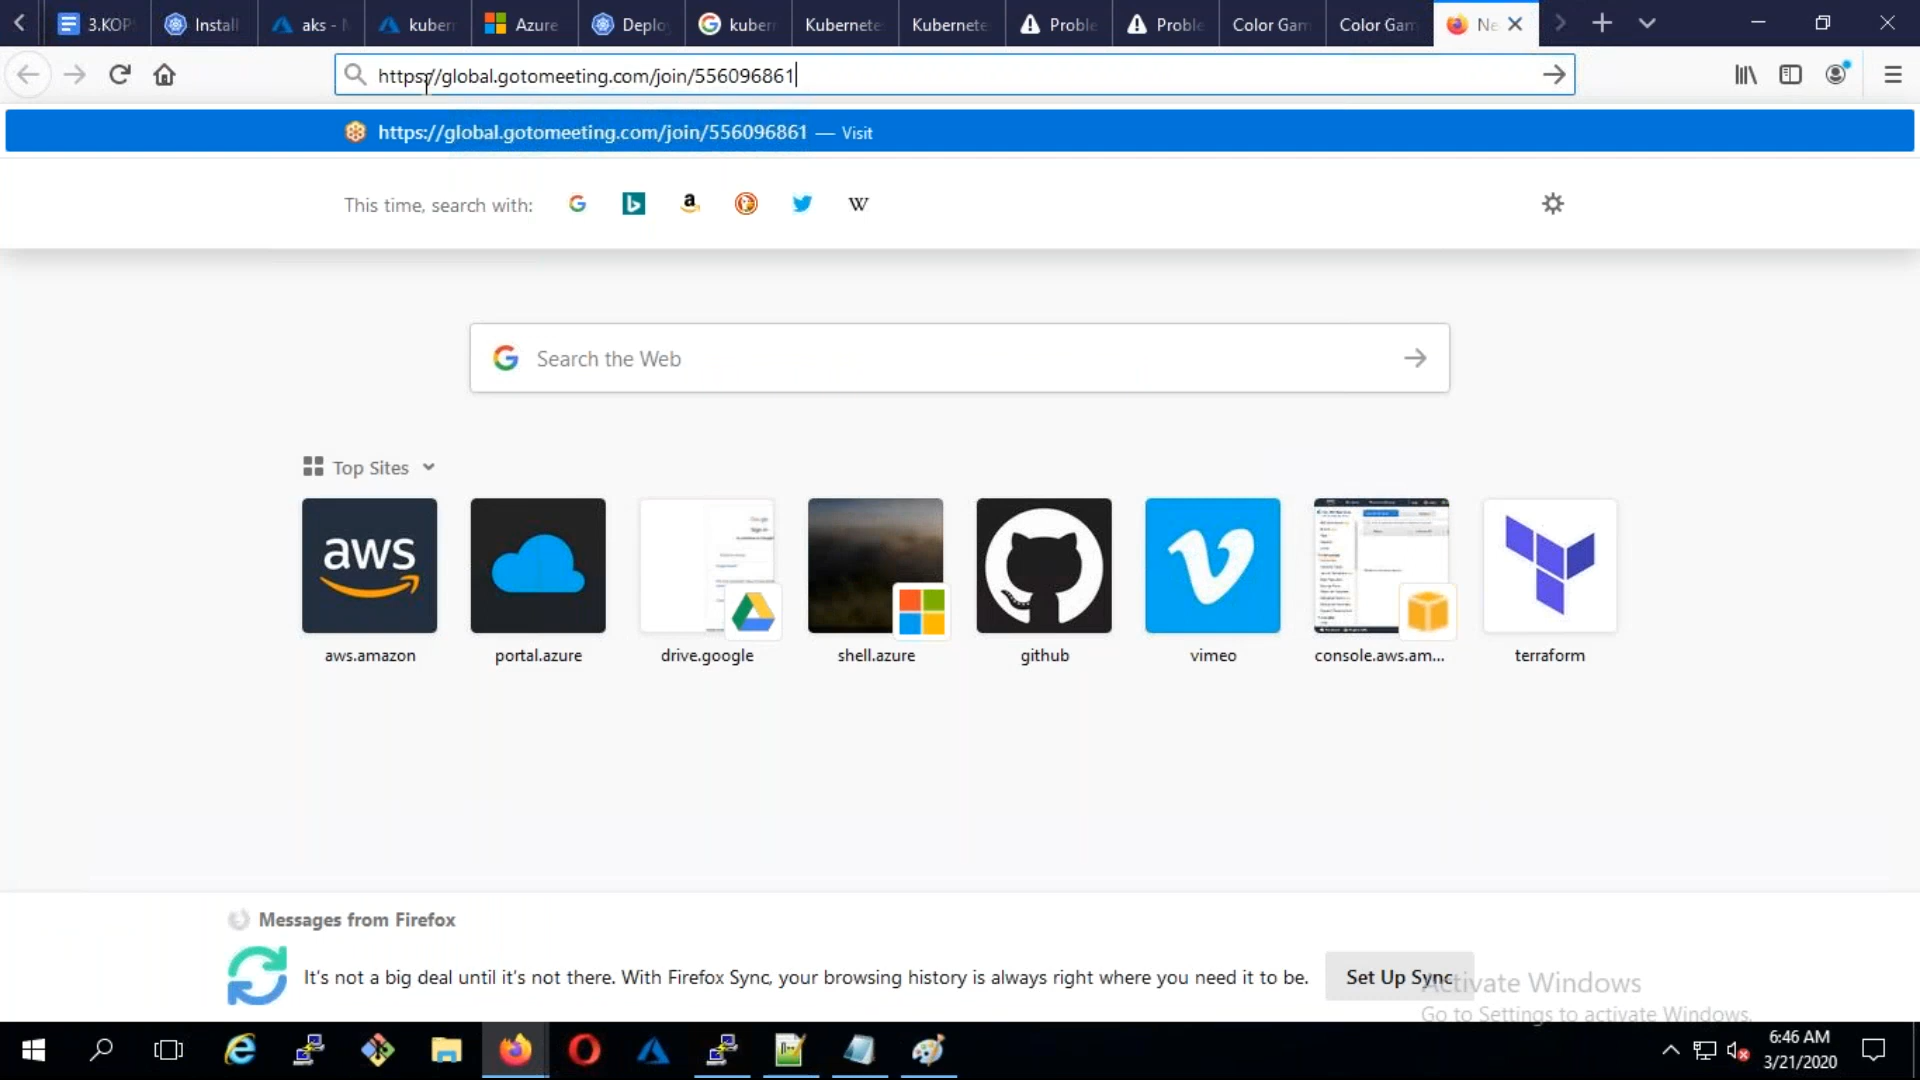 3.KOP
Install
aks -
kubern
Azure
Deplo
kubern
Kubernete
Kubernete
Proble
Proble
Color Gam
Color Gam
Ne
https://global.gotomeeting.com/join/556096861
https://global.gotomeeting.com/join/556096861 — Visit
This time, search with:
Search the Web
Top Sites
aws
aws.amazon
portal.azure
drive.google
shell.azure
github
vimeo
console.aws.am...
terraform
Messages from Firefox
It's not a big deal until it's not there. With Firefox Sync, your browsing history is always right where you need it to be.
Set Up Sync
Activate Windows
Go to Settings to activate Windows.
6:46 AM
3/21/2020